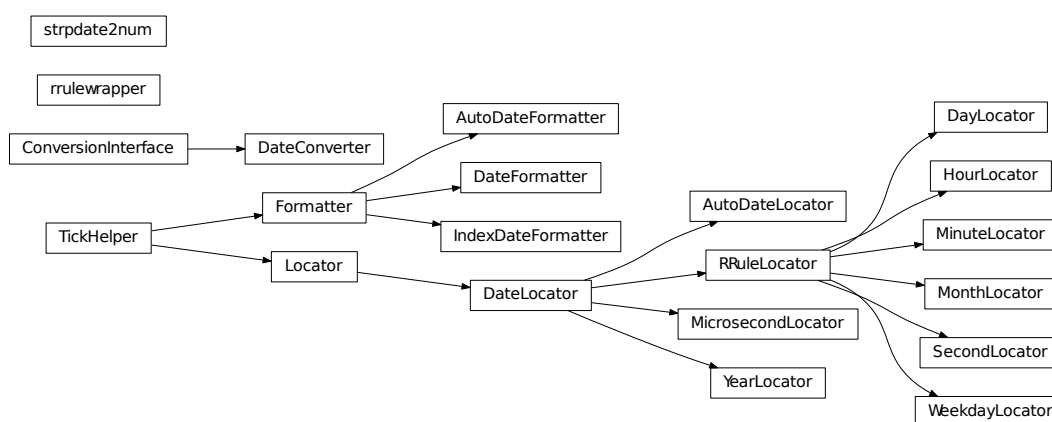 strpdate2num
rrulewrapper
ConversionInterface
DateConverter
TickHelper
Formatter
Locator
AutoDateFormatter
DateFormatter
IndexDateFormatter
DateLocator
AutoDateLocator
RRuleLocator
MicrosecondLocator
YearLocator
DayLocator
HourLocator
MinuteLocator
MonthLocator
SecondLocator
WeekdayLocator